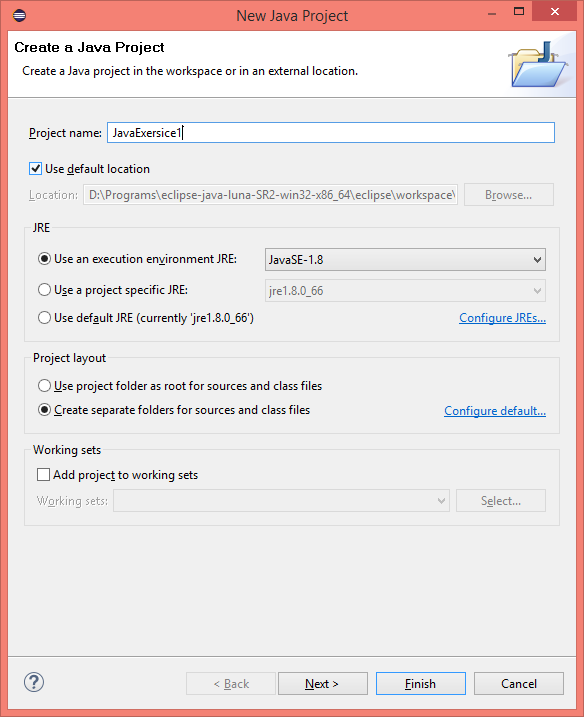 New Java Project
Create a Java Project
Create a Java project in the workspace or in an external location.
Project name: JavaExersice1
Use default location
Location: D:\Programs\eclipse-java-luna-SR2-win32-x86_64\eclipse\workspace\ Browse...
JRE
Use an execution environment JRE: JavaSE-1.8
Use a project specific JRE: jre1.8.0_66
Use default JRE (currently 'jre1.8.0_66') Configure JREs...
Project layout
Use project folder as root for sources and class files
Create separate folders for sources and class files Configure default...
Working sets
Add project to working sets
Working sets: Select...
? < Back Next > Finish Cancel